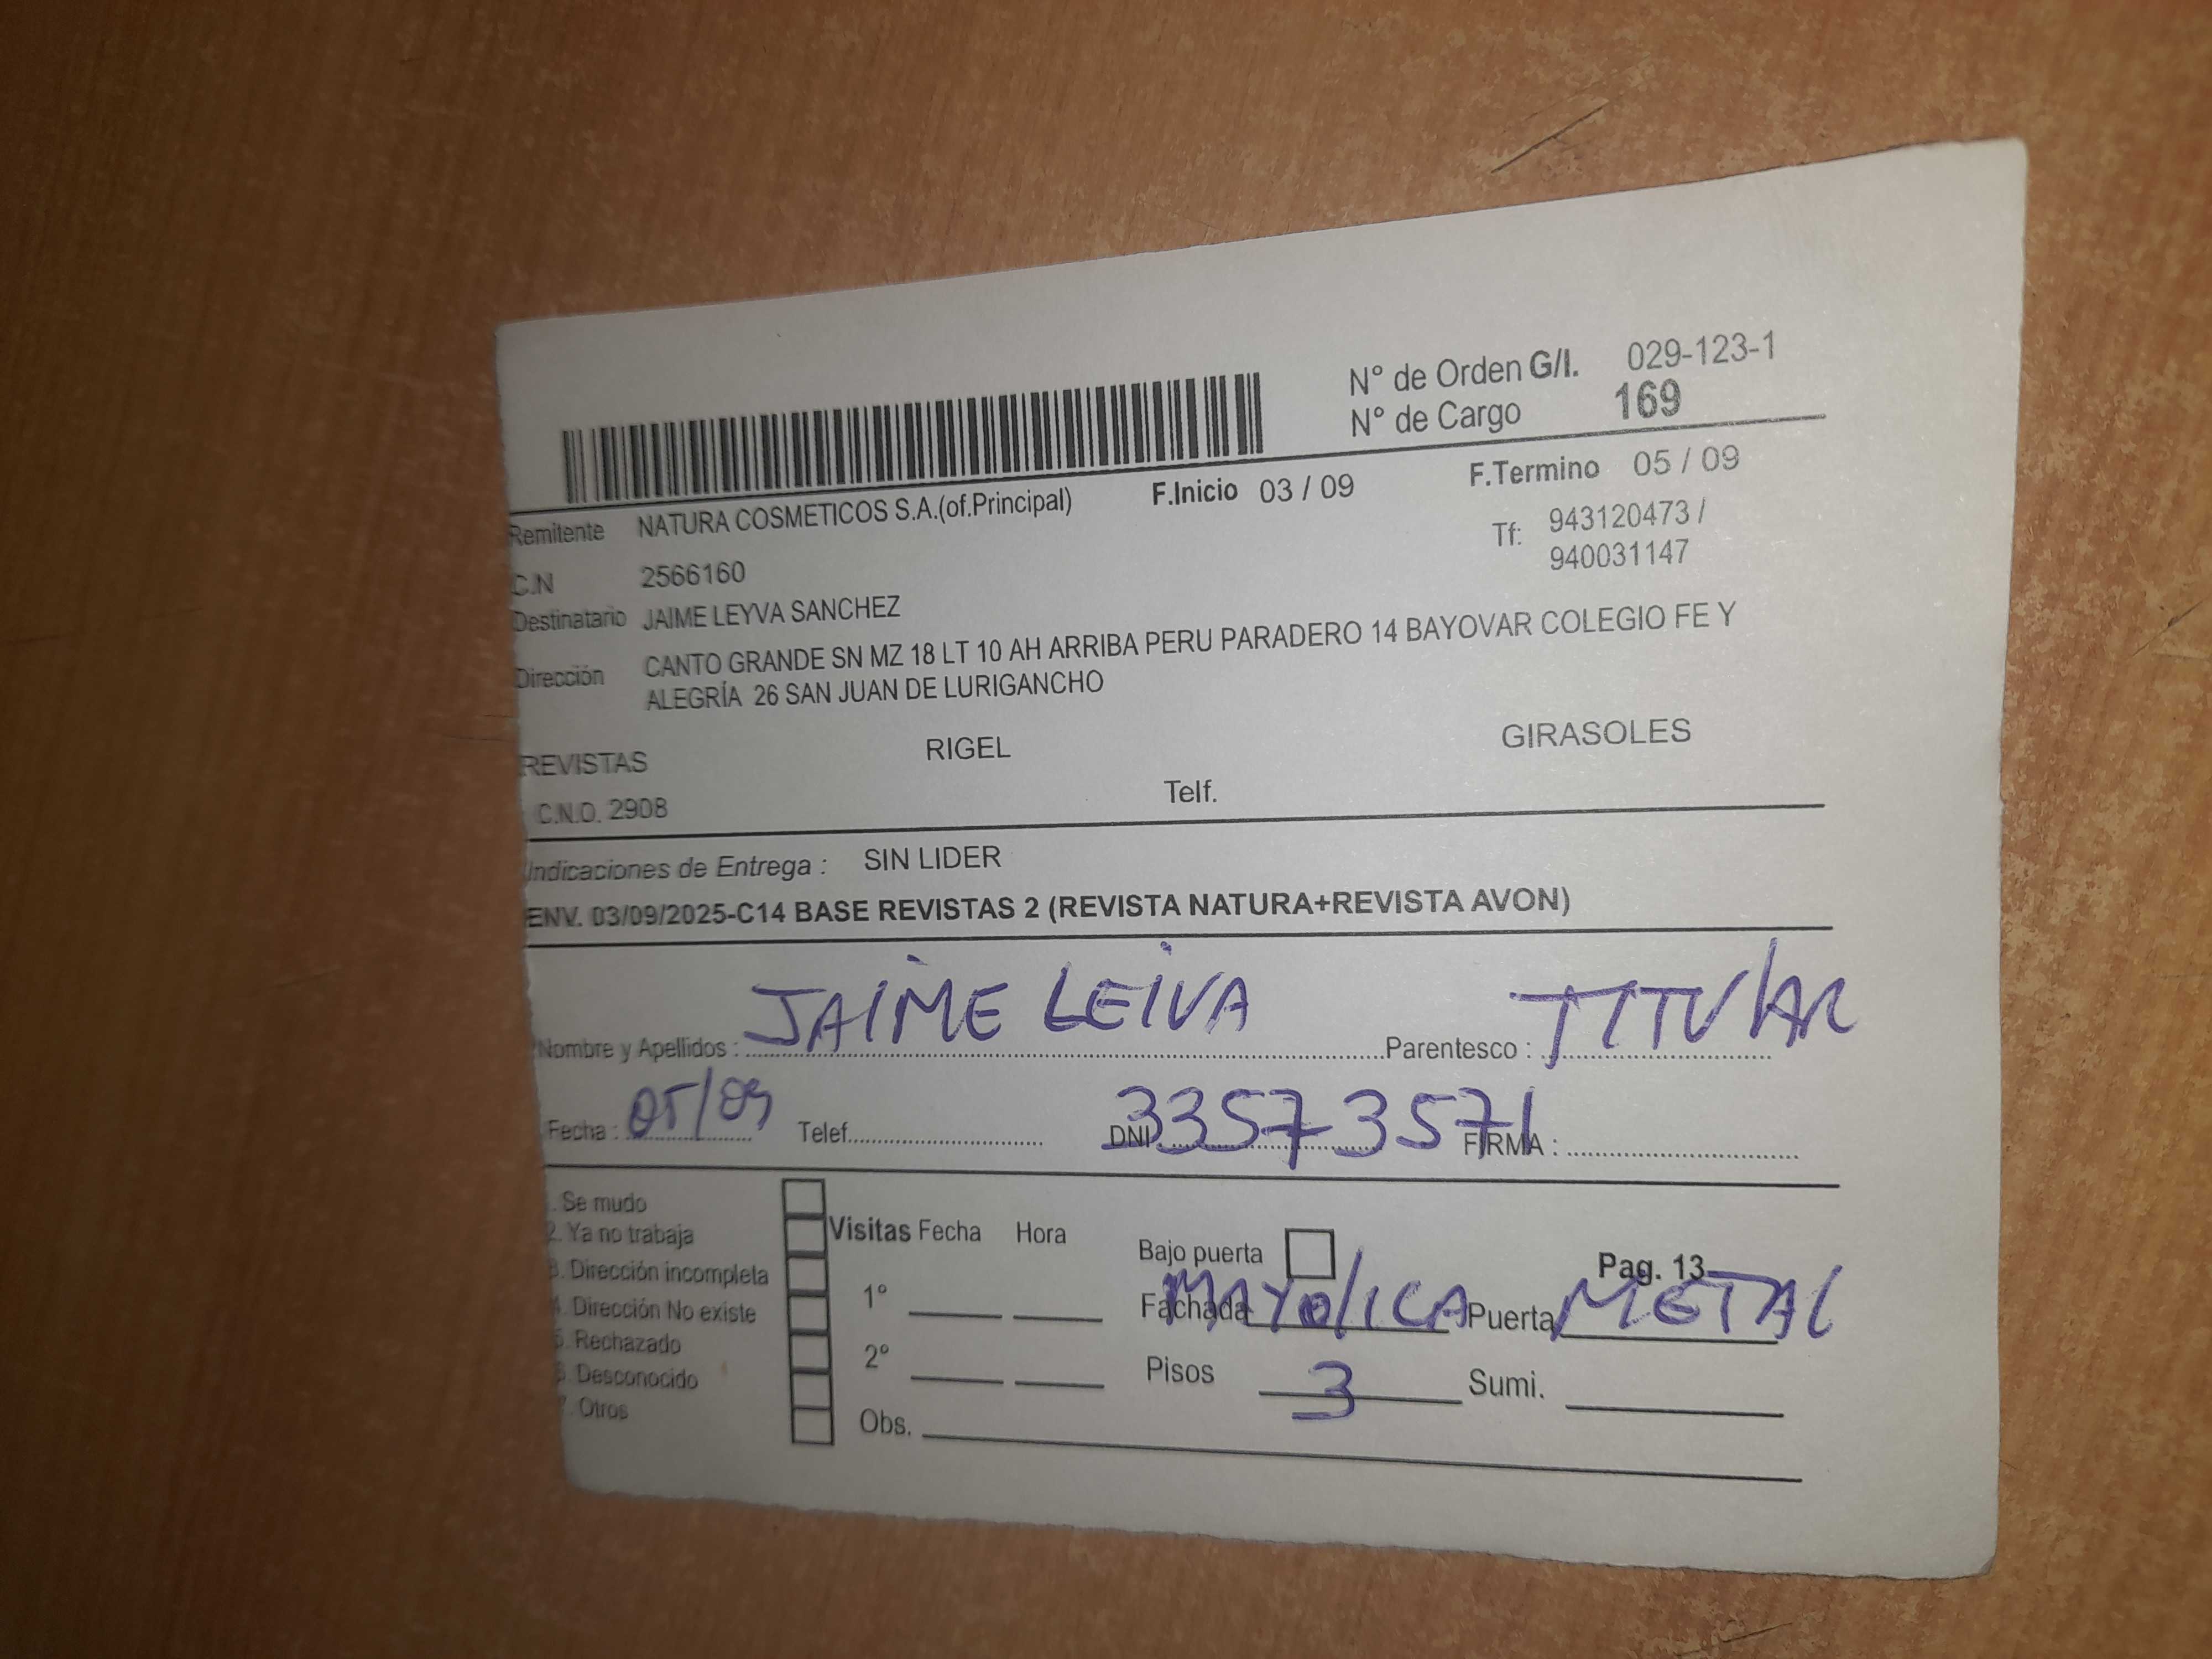 N° de Orden G/I. 029-123-1
N° de Cargo 169
Remitente NATURA COSMETICOS S.A.(of.Principal) F.Inicio 03 / 09 F.Termino 05 / 09
C.N 2566160 Tf: 943120473 /
940031147
Destinatario JAIME LEYVA SANCHEZ
Dirección CANTO GRANDE SN MZ 18 LT 10 AH ARRIBA PERU PARADERO 14 BAYOVAR COLEGIO FE Y
ALEGRÍA 26 SAN JUAN DE LURIGANCHO
REVISTAS RIGEL GIRASOLES
C.N.O. 2908 Telf.
Indicaciones de Entrega : SIN LIDER
ENV. 03/09/2025-C14 BASE REVISTAS 2 (REVISTA NATURA+REVISTA AVON)
Nombre y Apellidos : JAIME LEIVA Parentesco : TITULAR
Fecha : 05/09 Telef. DNI 33573571 FIRMA :
. Se mudo
2. Ya no trabaja
3. Dirección incompleta
4. Dirección No existe
5. Rechazado
6. Desconocido
7. Otros
Visitas Fecha Hora
1°
2°
Obs.
Bajo puerta Pag. 13
Fachada MAYOLICA Puerta METAL
Pisos 3 Sumi.